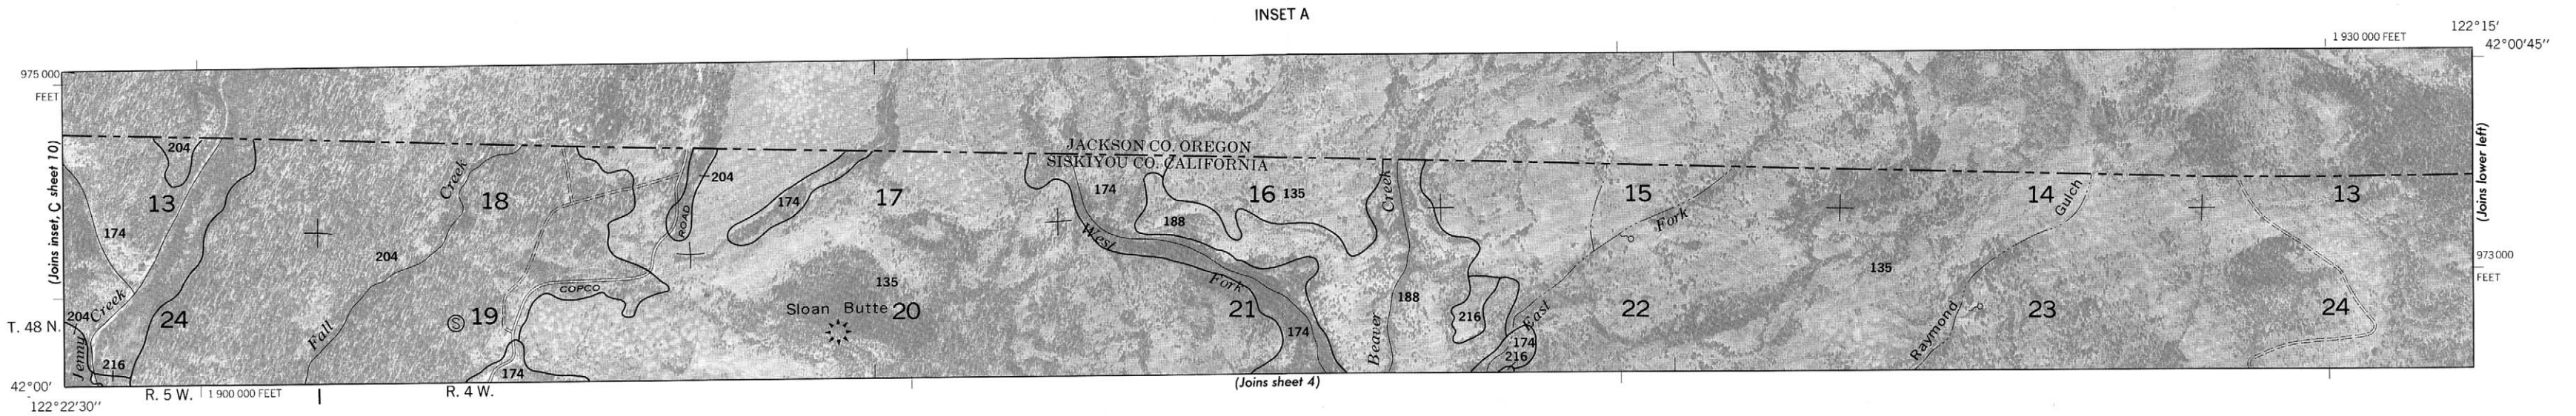 INSET A
122°15′
1 930 000 FEET
42°00′45′′
975 000
FEET
(Joins inset, C sheet 10)
(Joins lower left)
JACKSON CO. OREGON
SISKIYOU CO. CALIFORNIA
204
13
174
Creek
18
204
174
17
174
16 135
188
Creek
15
Fork
14
Gulch
13
204
ROAD
West
Fork
135
973 000
FEET
COPCO
135
Sloan Butte 20
188
204
Creek
24
Jenny
216
Fall
S 19
174
21
174
Beaver
216
East
174
216
22
Raymond
23
24
T. 48 N.
42°00′
122°22′30′′
R. 5 W.
1 900 000 FEET
R. 4 W.
(Joins sheet 4)